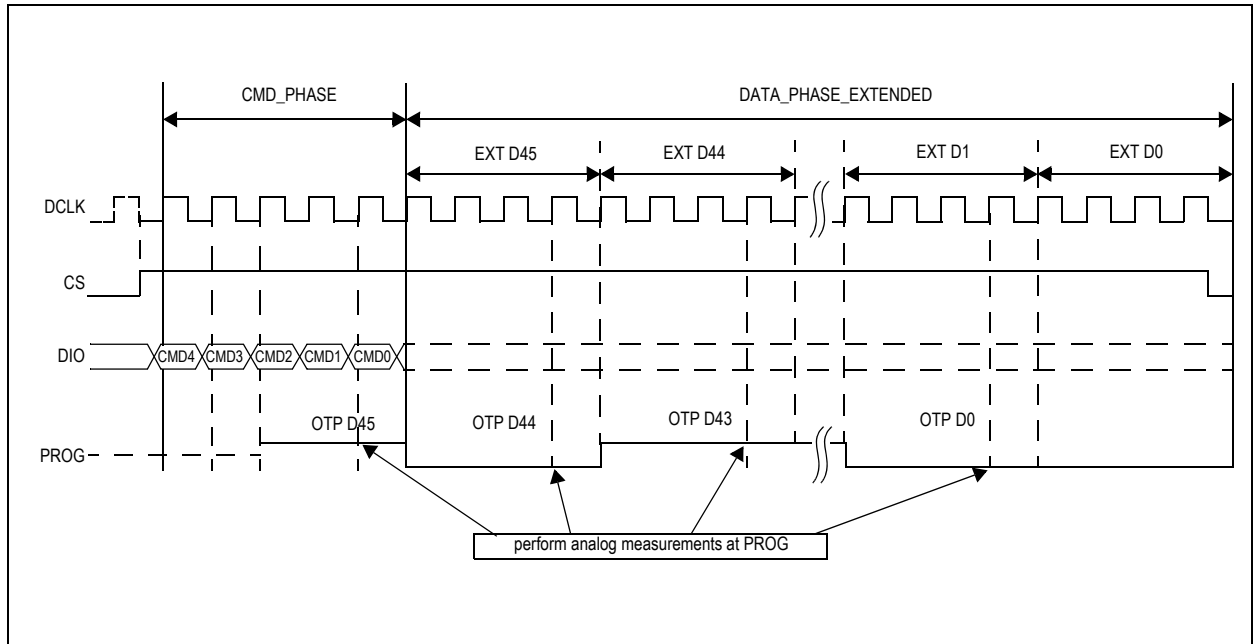 CMD_PHASE
DATA_PHASE_EXTENDED
EXT D45
EXT D44
EXT D1
EXT D0
DCLK
CS
DIO
CMD4
CMD3
CMD2
CMD1
CMD0
OTP D45
OTP D44
OTP D43
OTP D0
PROG
perform analog measurements at PROG